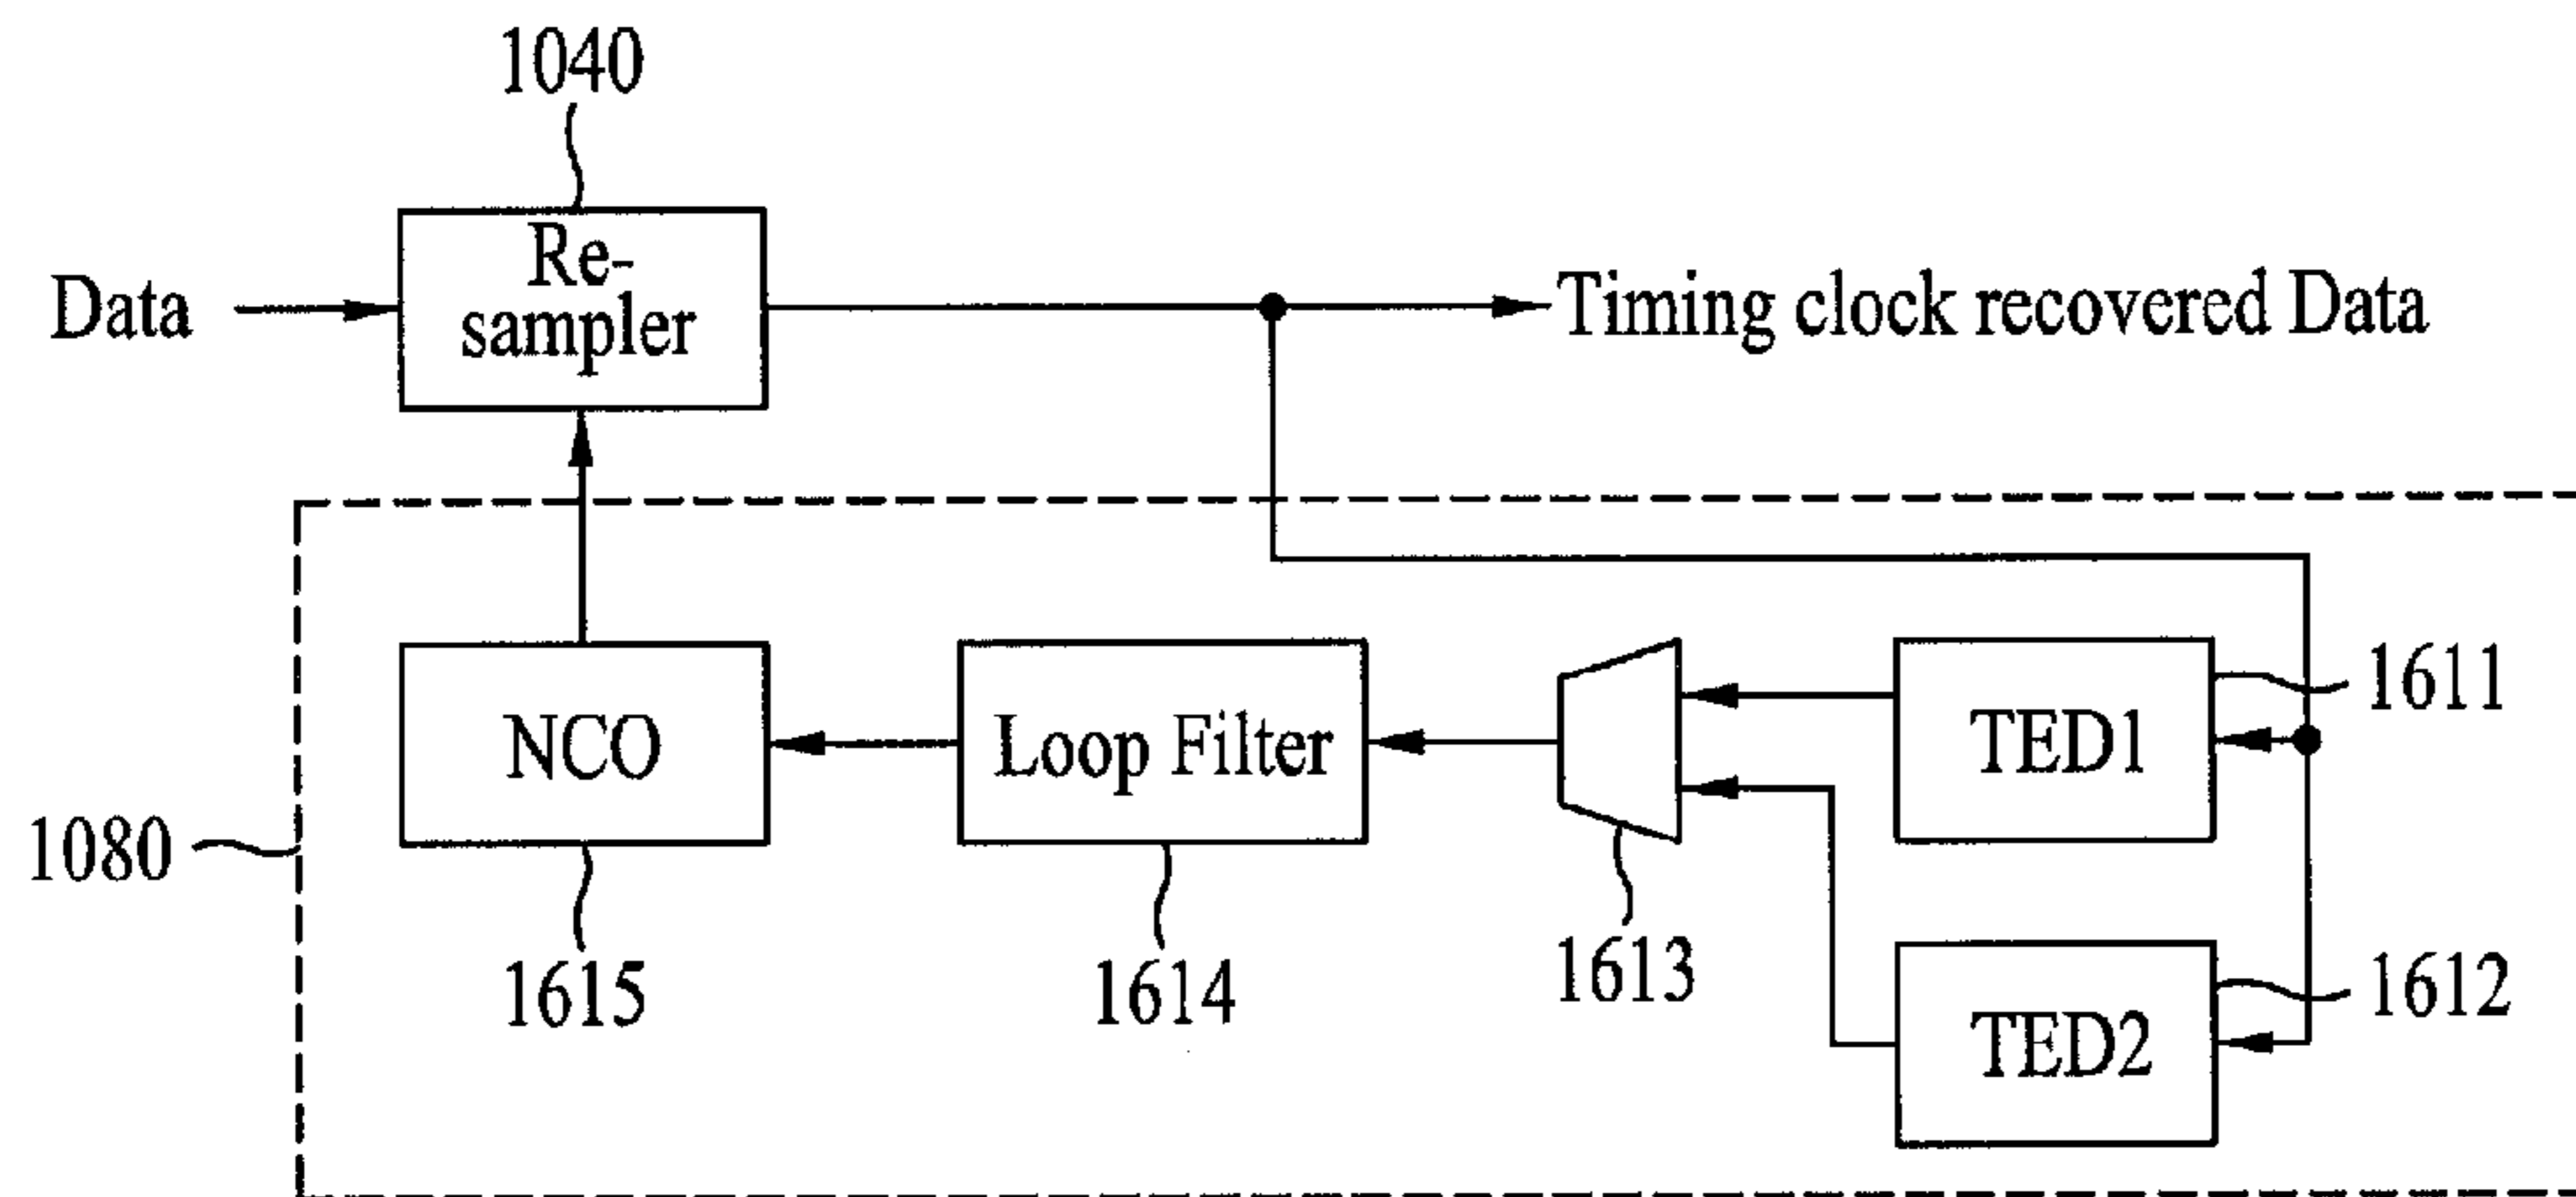 1040
Re-
sampler
Data
Timing clock recovered Data
1080
NCO
Loop Filter
TED1
1611
1615
1614
1613
TED2
1612